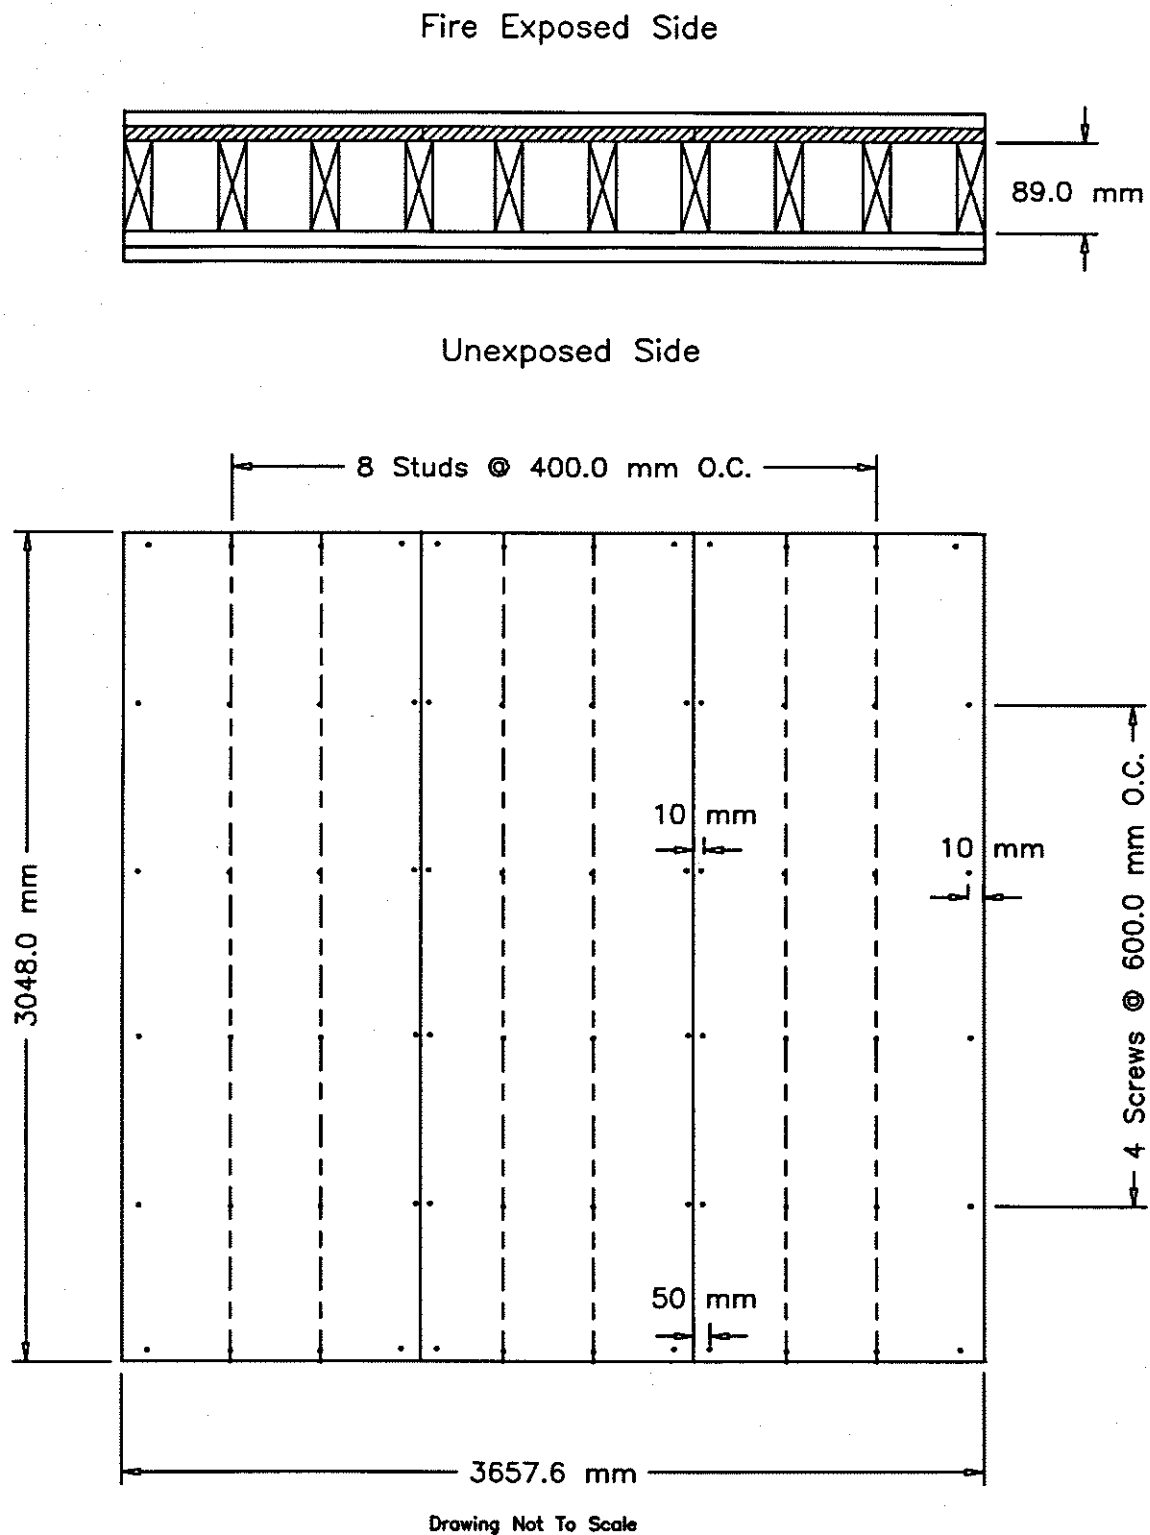 Fire Exposed Side
89.0 mm
Unexposed Side
8 Studs @ 400.0 mm O.C.
3048.0 mm
10 mm
10 mm
4 Screws @ 600.0 mm O.C.
50 mm
3657.6 mm
Drawing Not To Scale